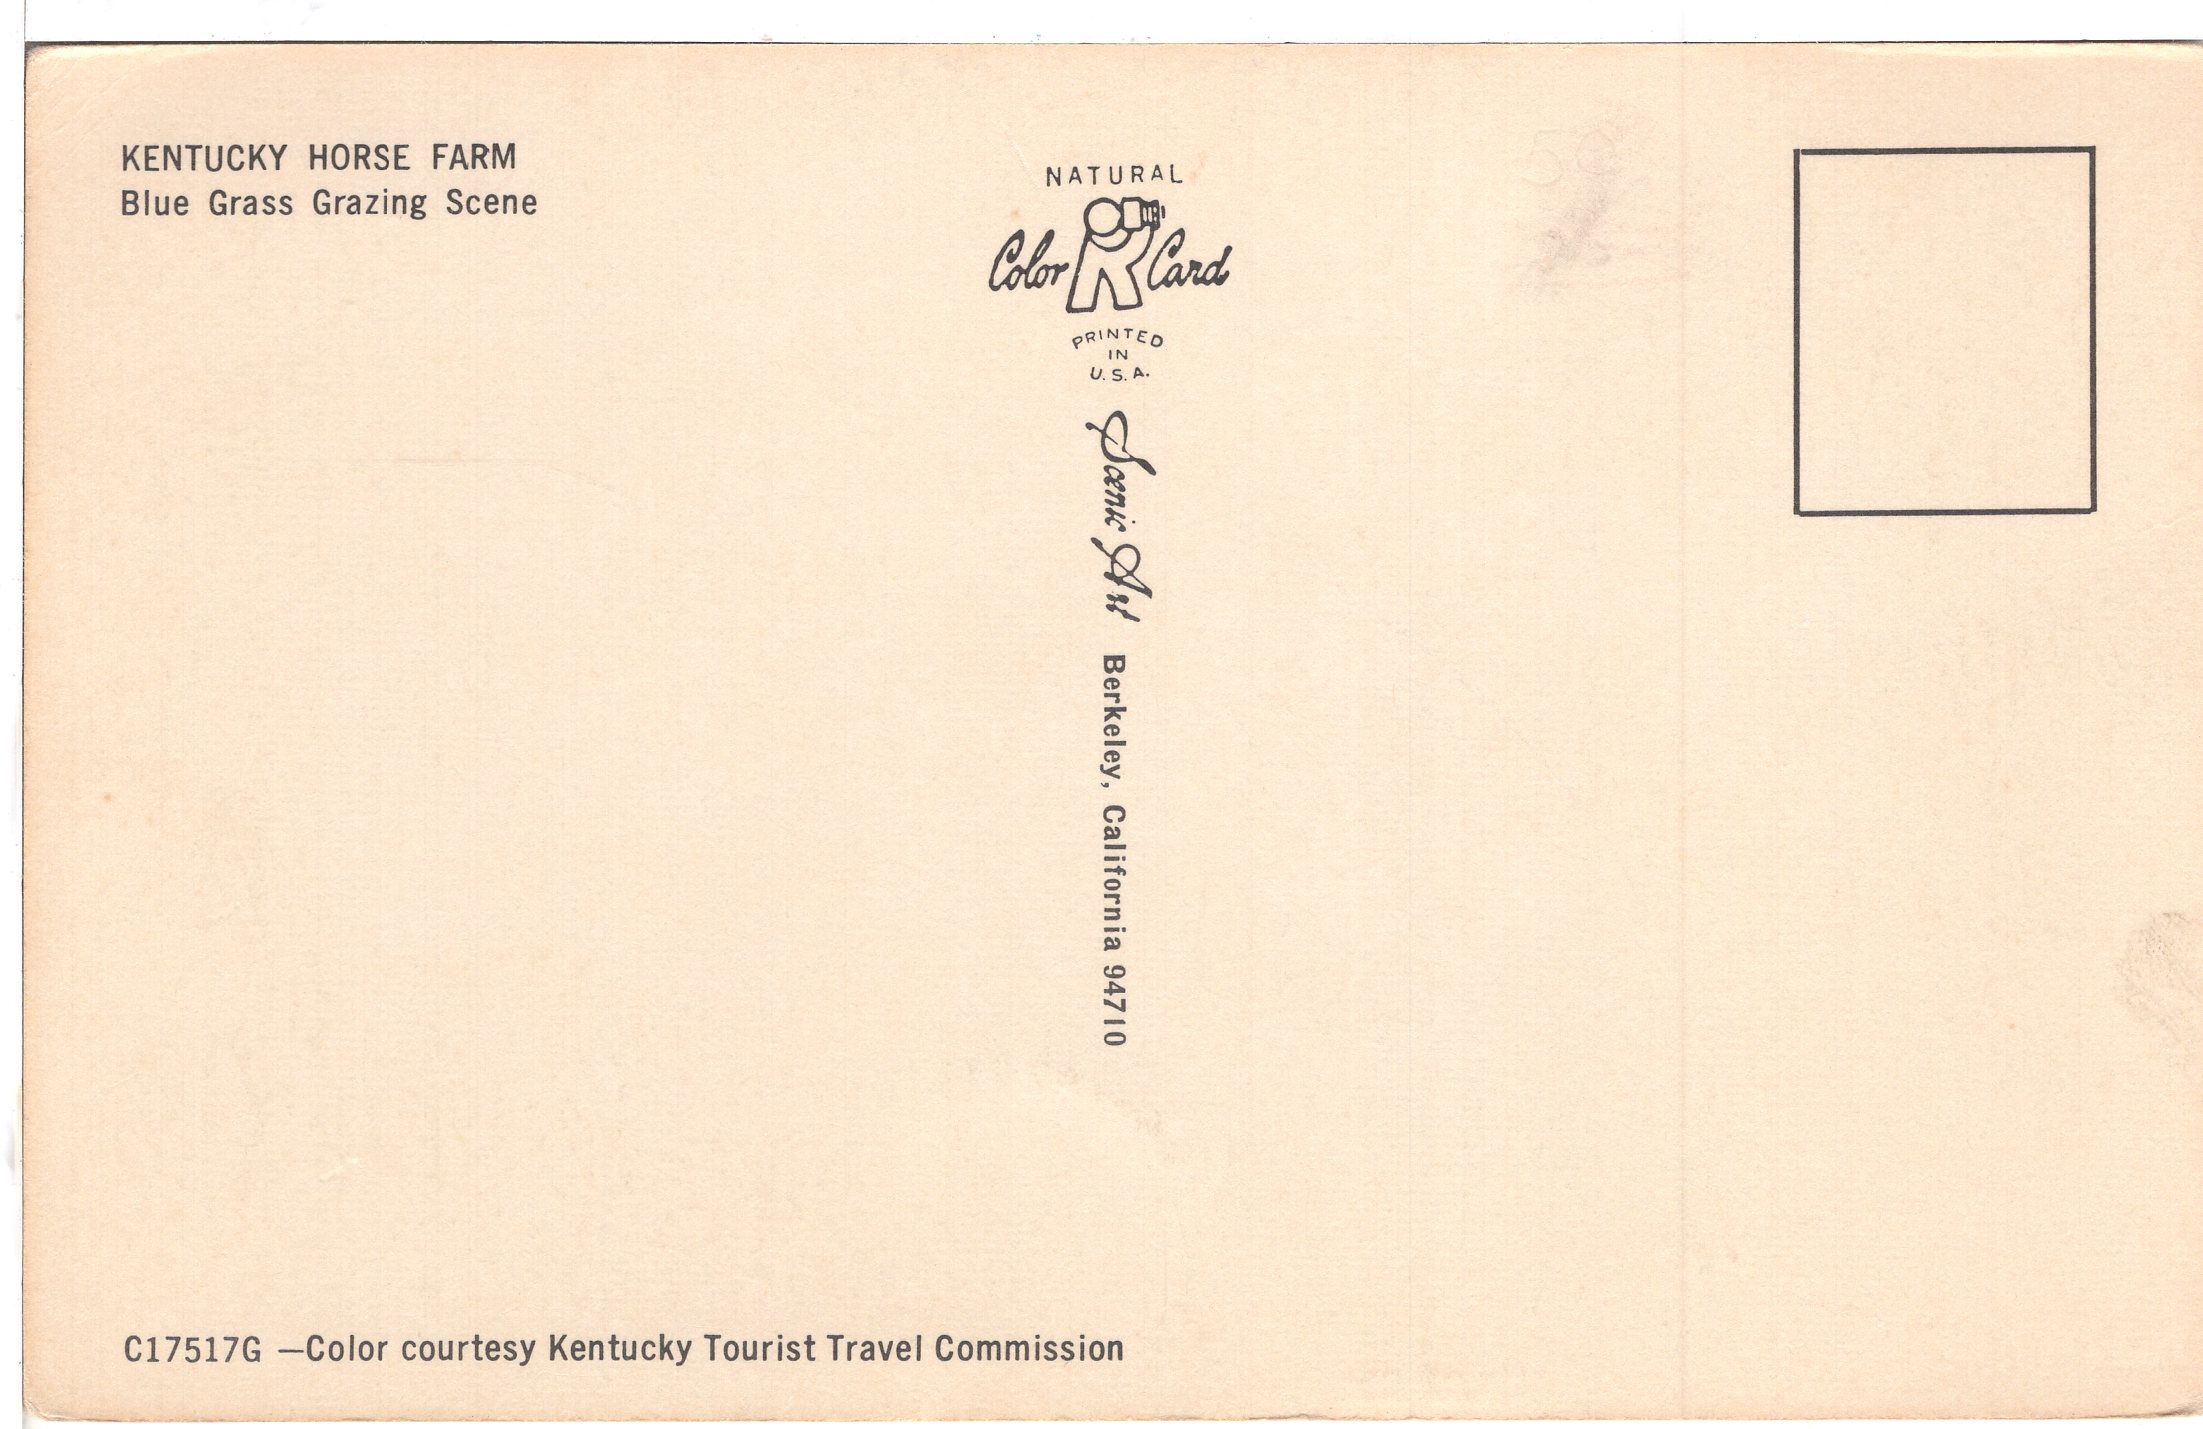 KENTUCKY HORSE FARM
Blue Grass Grazing Scene
NATURAL
Color Card
PRINTED
IN
U.S.A.
Scenic Art Berkeley, California 94710
C17517G —Color courtesy Kentucky Tourist Travel Commission